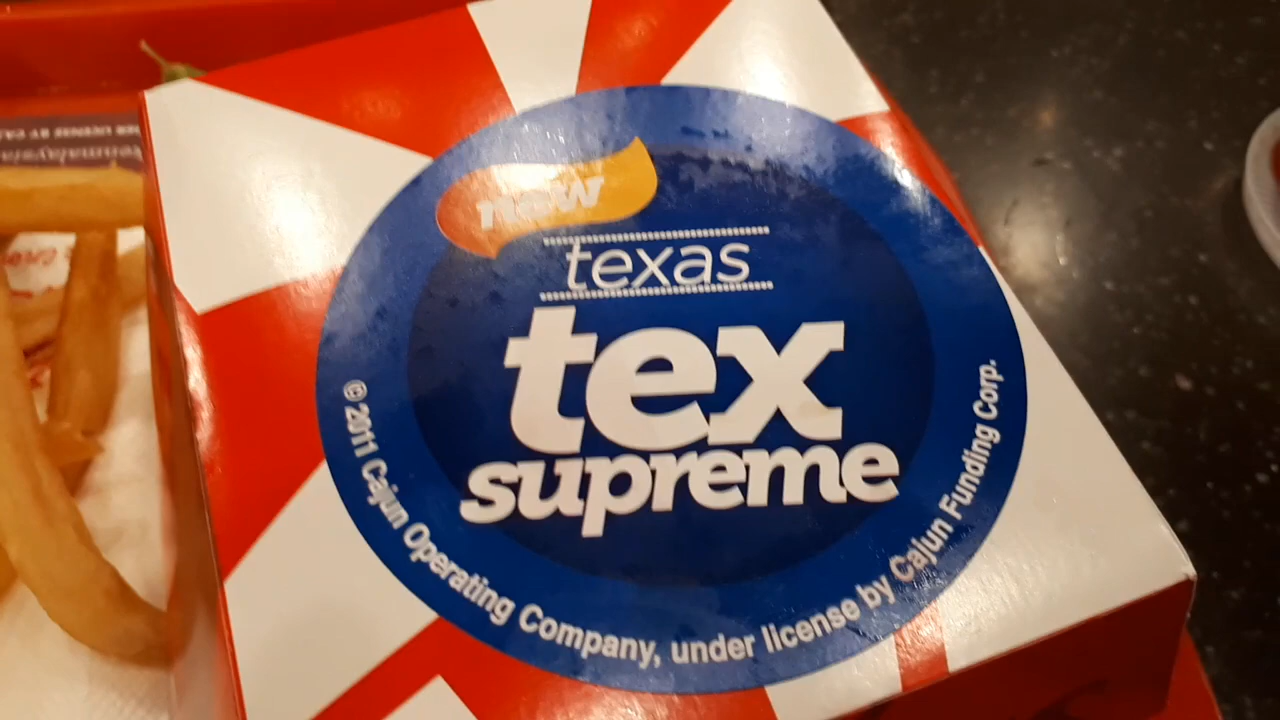 new
texas
tex
supreme
© 2011 Cajun Operating Company, under license by Cajun Funding Corp.